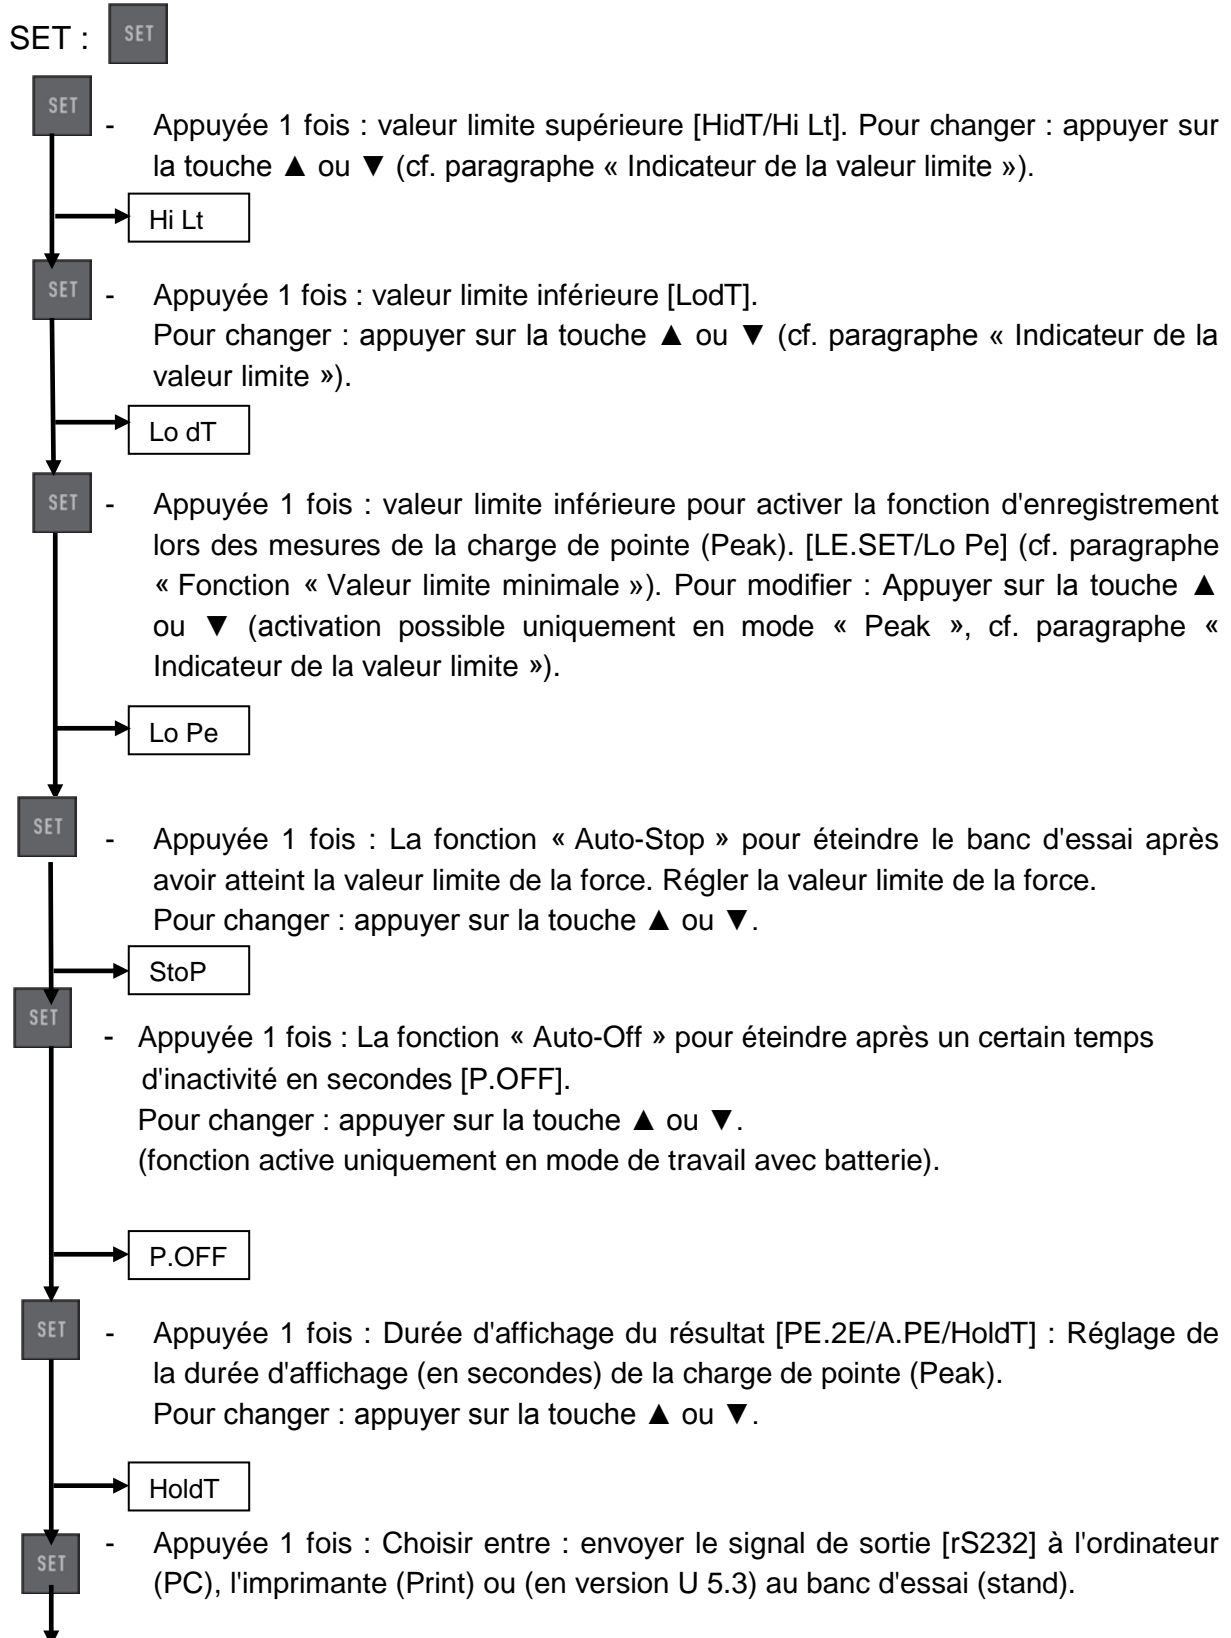 SET : SET
SET
- Appuyée 1 fois : valeur limite supérieure [HidT/Hi Lt]. Pour changer : appuyer sur
la touche ▲ ou ▼ (cf. paragraphe « Indicateur de la valeur limite »).
Hi Lt
SET
- Appuyée 1 fois : valeur limite inférieure [LodT].
Pour changer : appuyer sur la touche ▲ ou ▼ (cf. paragraphe « Indicateur de la
valeur limite »).
Lo dT
SET
- Appuyée 1 fois : valeur limite inférieure pour activer la fonction d'enregistrement
lors des mesures de la charge de pointe (Peak). [LE.SET/Lo Pe] (cf. paragraphe
« Fonction « Valeur limite minimale »). Pour modifier : Appuyer sur la touche ▲
ou ▼ (activation possible uniquement en mode « Peak », cf. paragraphe «
Indicateur de la valeur limite »).
Lo Pe
SET
- Appuyée 1 fois : La fonction « Auto-Stop » pour éteindre le banc d'essai après
avoir atteint la valeur limite de la force. Régler la valeur limite de la force.
Pour changer : appuyer sur la touche ▲ ou ▼.
StoP
SET
- Appuyée 1 fois : La fonction « Auto-Off » pour éteindre après un certain temps
d'inactivité en secondes [P.OFF].
Pour changer : appuyer sur la touche ▲ ou ▼.
(fonction active uniquement en mode de travail avec batterie).
P.OFF
SET
- Appuyée 1 fois : Durée d'affichage du résultat [PE.2E/A.PE/HoldT] : Réglage de
la durée d'affichage (en secondes) de la charge de pointe (Peak).
Pour changer : appuyer sur la touche ▲ ou ▼.
HoldT
SET
- Appuyée 1 fois : Choisir entre : envoyer le signal de sortie [rS232] à l'ordinateur
(PC), l'imprimante (Print) ou (en version U 5.3) au banc d'essai (stand).